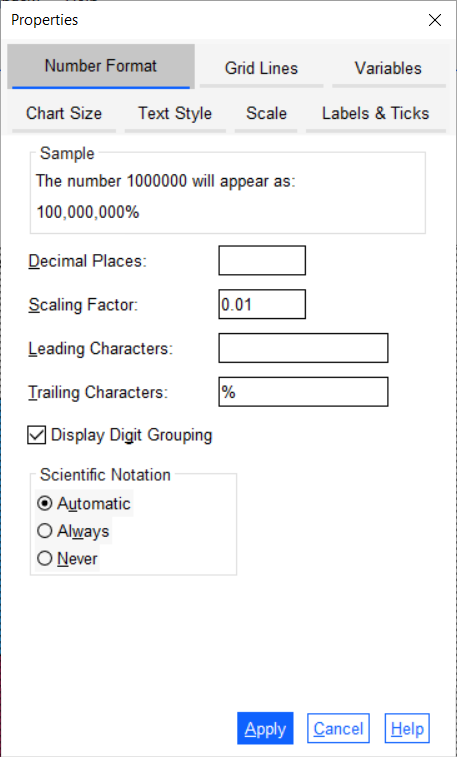 Properties
Number Format
Grid Lines
Variables
Chart Size
Text Style
Scale
Labels & Ticks
Sample
The number 1000000 will appear as:
100,000,000%
Decimal Places:
Scaling Factor: 0.01
Leading Characters:
Trailing Characters: %
Display Digit Grouping
Scientific Notation
Automatic
Always
Never
Apply
Cancel
Help